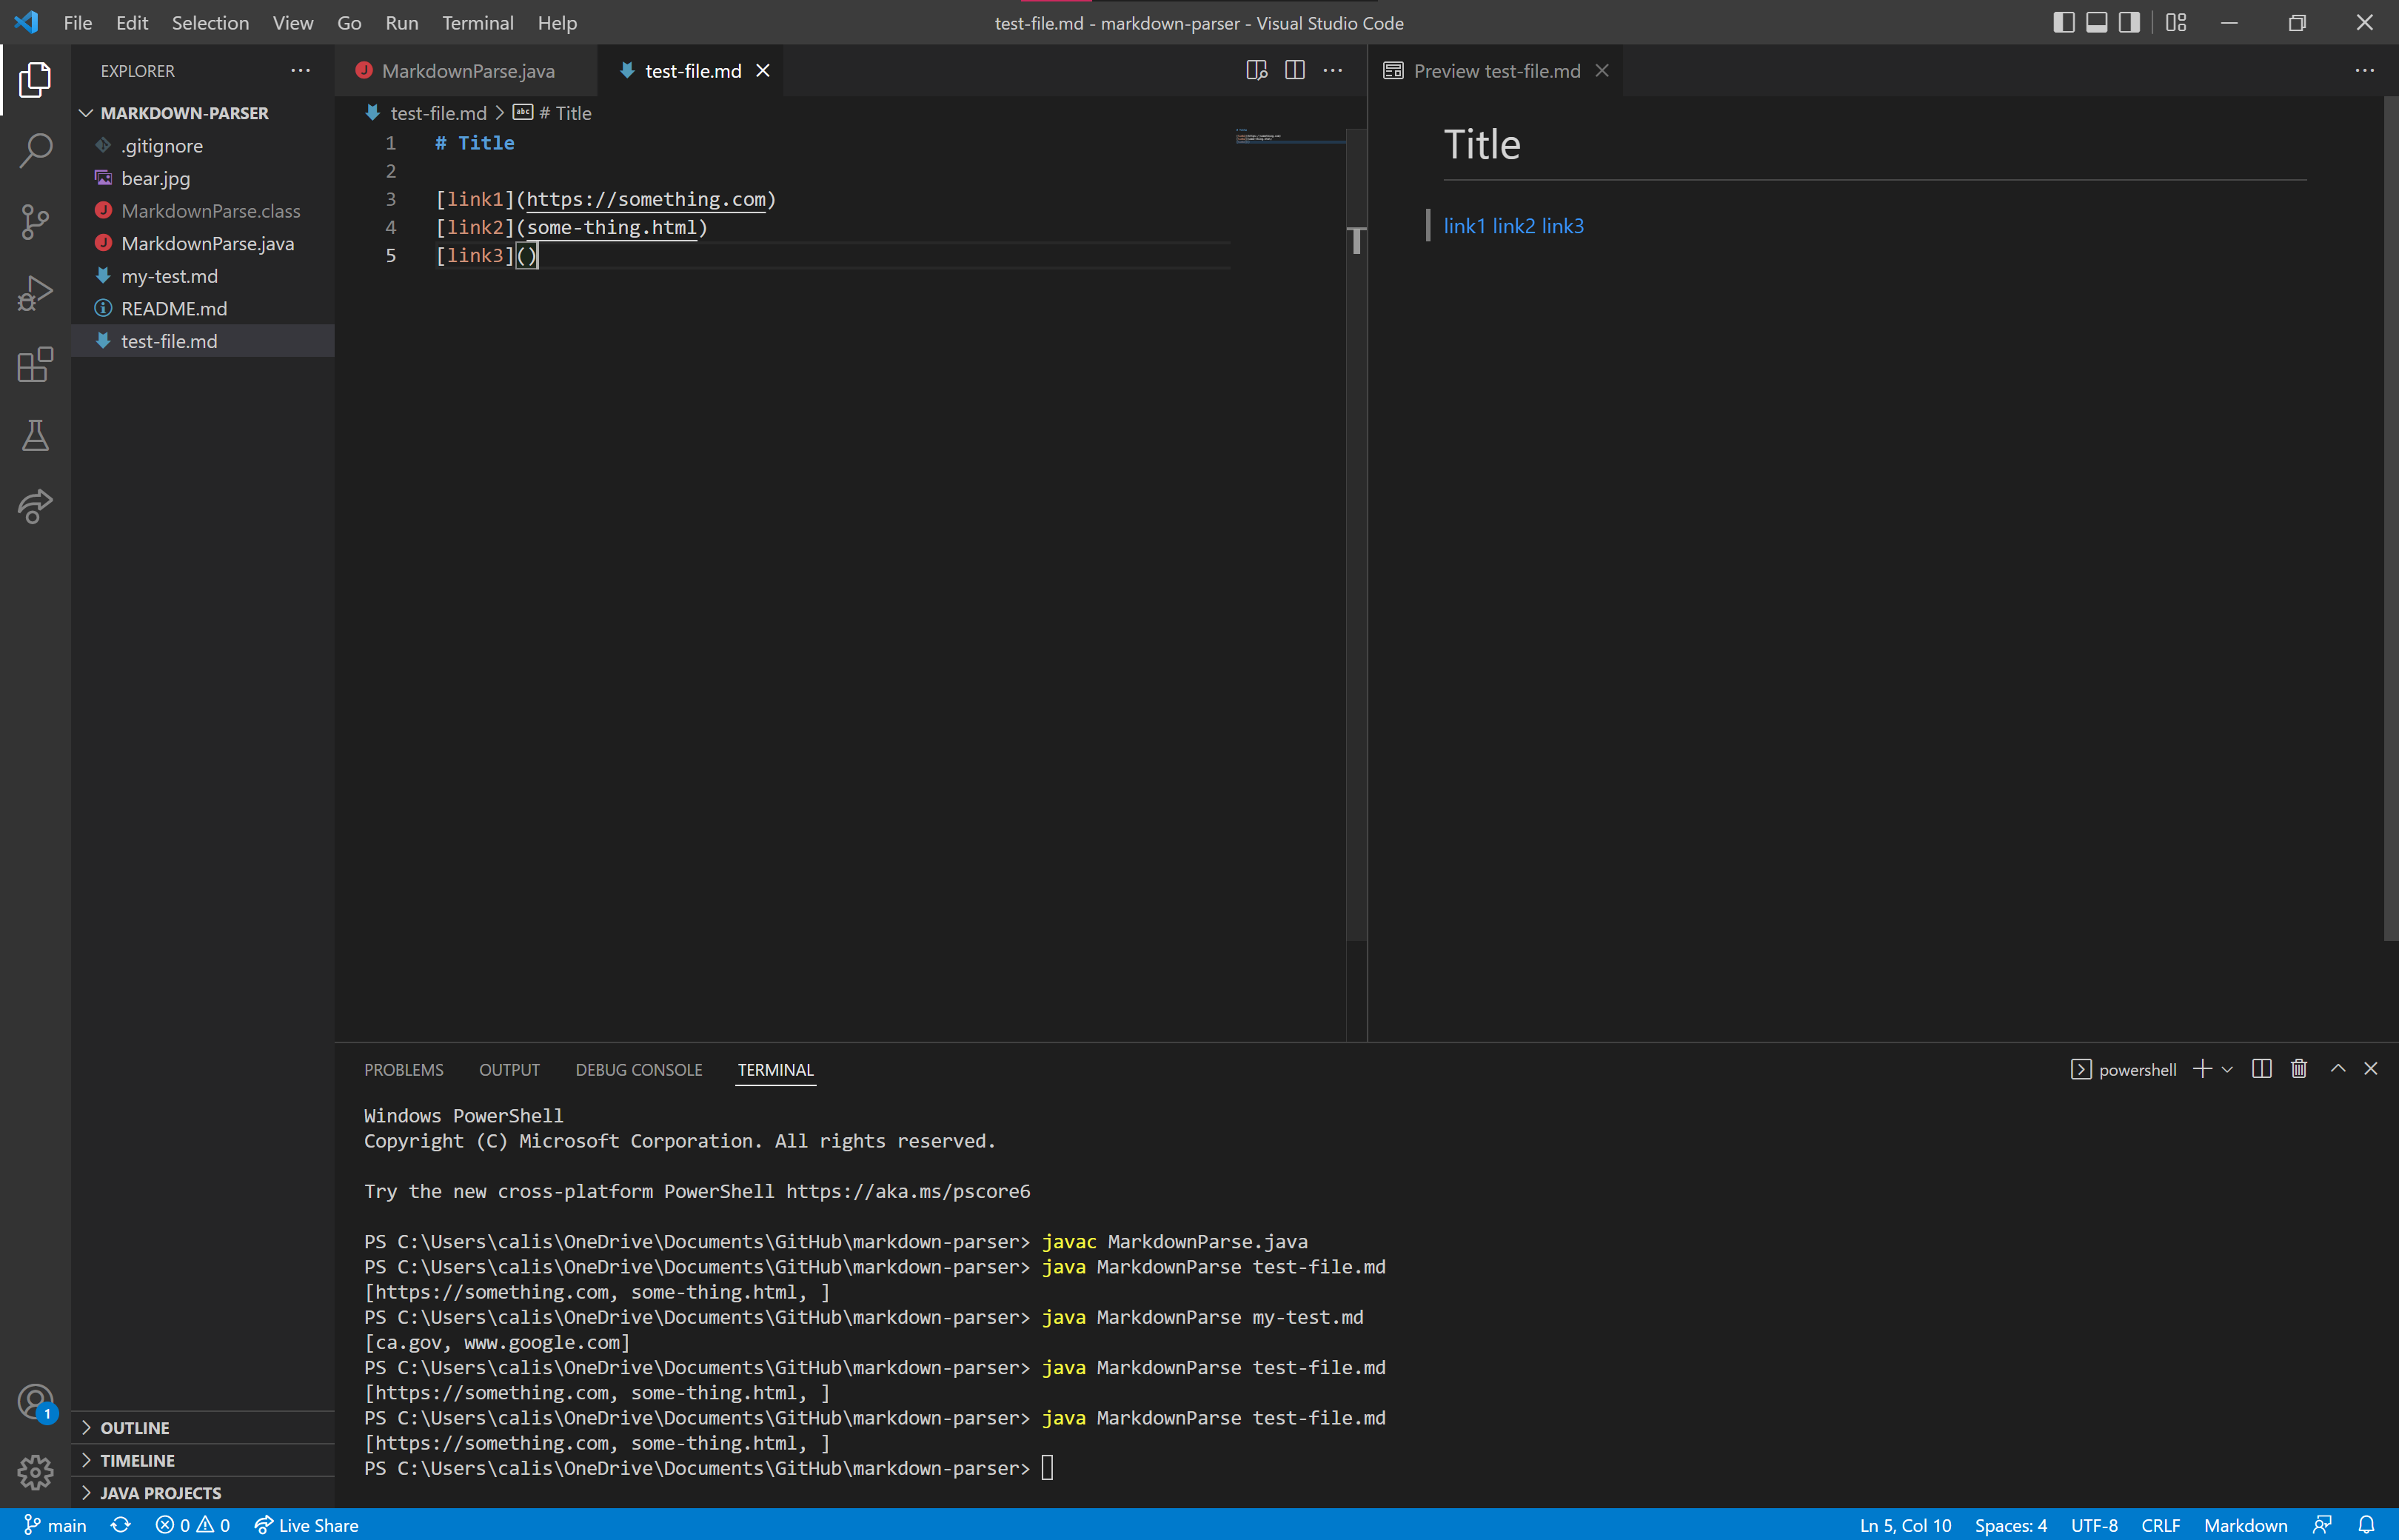 File Edit Selection View Go Run Terminal Help
test-file.md - markdown-parser - Visual Studio Code
EXPLORER
MARKDOWN-PARSER
.gitignore
bear.jpg
MarkdownParse.class
MarkdownParse.java
my-test.md
README.md
test-file.md
OUTLINE
TIMELINE
JAVA PROJECTS
1
MarkdownParse.java
test-file.md
test-file.md > abc # Title
1 # Title
2
3 [link1](https://something.com)
4 [link2](some-thing.html)
5 [link3]()
Preview test-file.md
Title
link1 link2 link3
PROBLEMS OUTPUT DEBUG CONSOLE TERMINAL
powershell
Windows PowerShell
Copyright (C) Microsoft Corporation. All rights reserved.
Try the new cross-platform PowerShell https://aka.ms/pscore6
PS C:\Users\calis\OneDrive\Documents\GitHub\markdown-parser> javac MarkdownParse.java
PS C:\Users\calis\OneDrive\Documents\GitHub\markdown-parser> java MarkdownParse test-file.md
[https://something.com, some-thing.html, ]
PS C:\Users\calis\OneDrive\Documents\GitHub\markdown-parser> java MarkdownParse my-test.md
[ca.gov, www.google.com]
PS C:\Users\calis\OneDrive\Documents\GitHub\markdown-parser> java MarkdownParse test-file.md
[https://something.com, some-thing.html, ]
PS C:\Users\calis\OneDrive\Documents\GitHub\markdown-parser> java MarkdownParse test-file.md
[https://something.com, some-thing.html, ]
PS C:\Users\calis\OneDrive\Documents\GitHub\markdown-parser>
main 0 0 Live Share
Ln 5, Col 10 Spaces: 4 UTF-8 CRLF Markdown